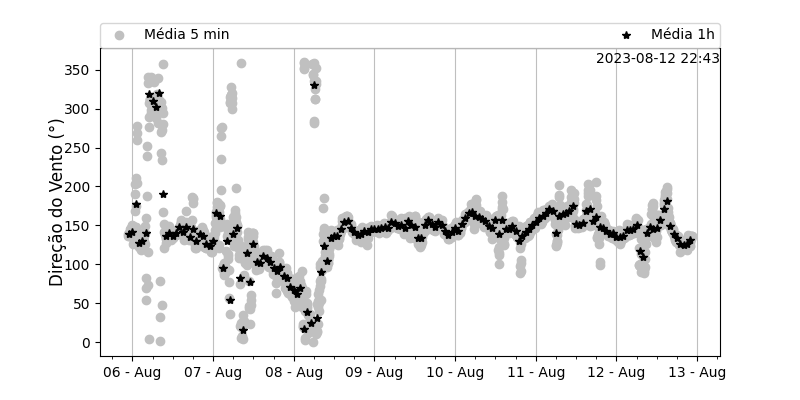 Média 5 min
Média 1h
2023-08-12 22:43
Direção do Vento (°)
350
300
250
200
150
100
50
0
06 - Aug
07 - Aug
08 - Aug
09 - Aug
10 - Aug
11 - Aug
12 - Aug
13 - Aug